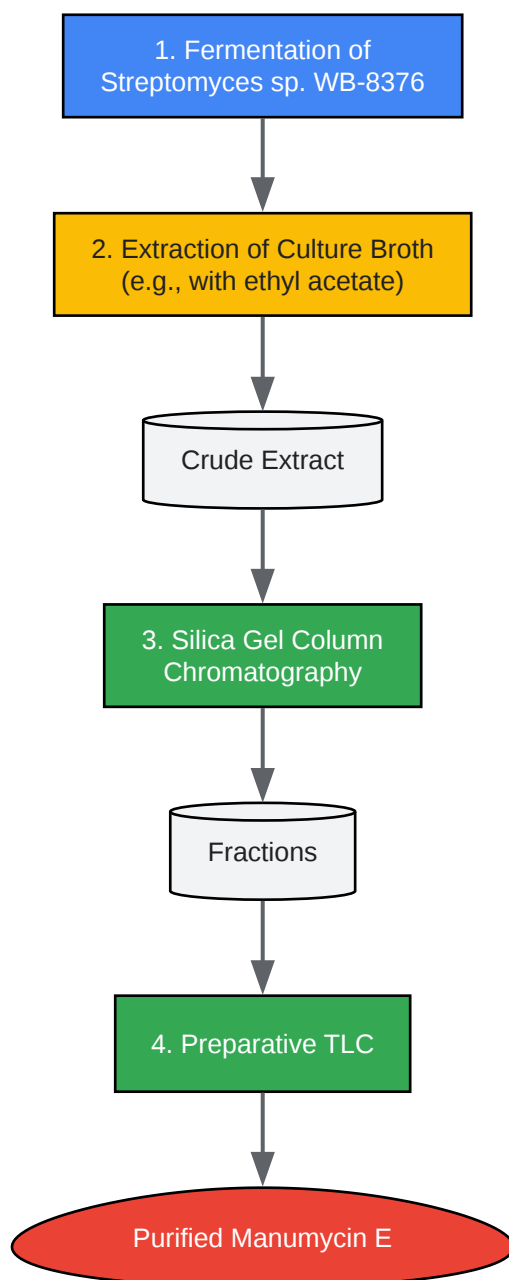 1. Fermentation of
Streptomyces sp. WB-8376
2. Extraction of Culture Broth
(e.g., with ethyl acetate)
Crude Extract
3. Silica Gel Column
Chromatography
Fractions
4. Preparative TLC
Purified Manumycin E